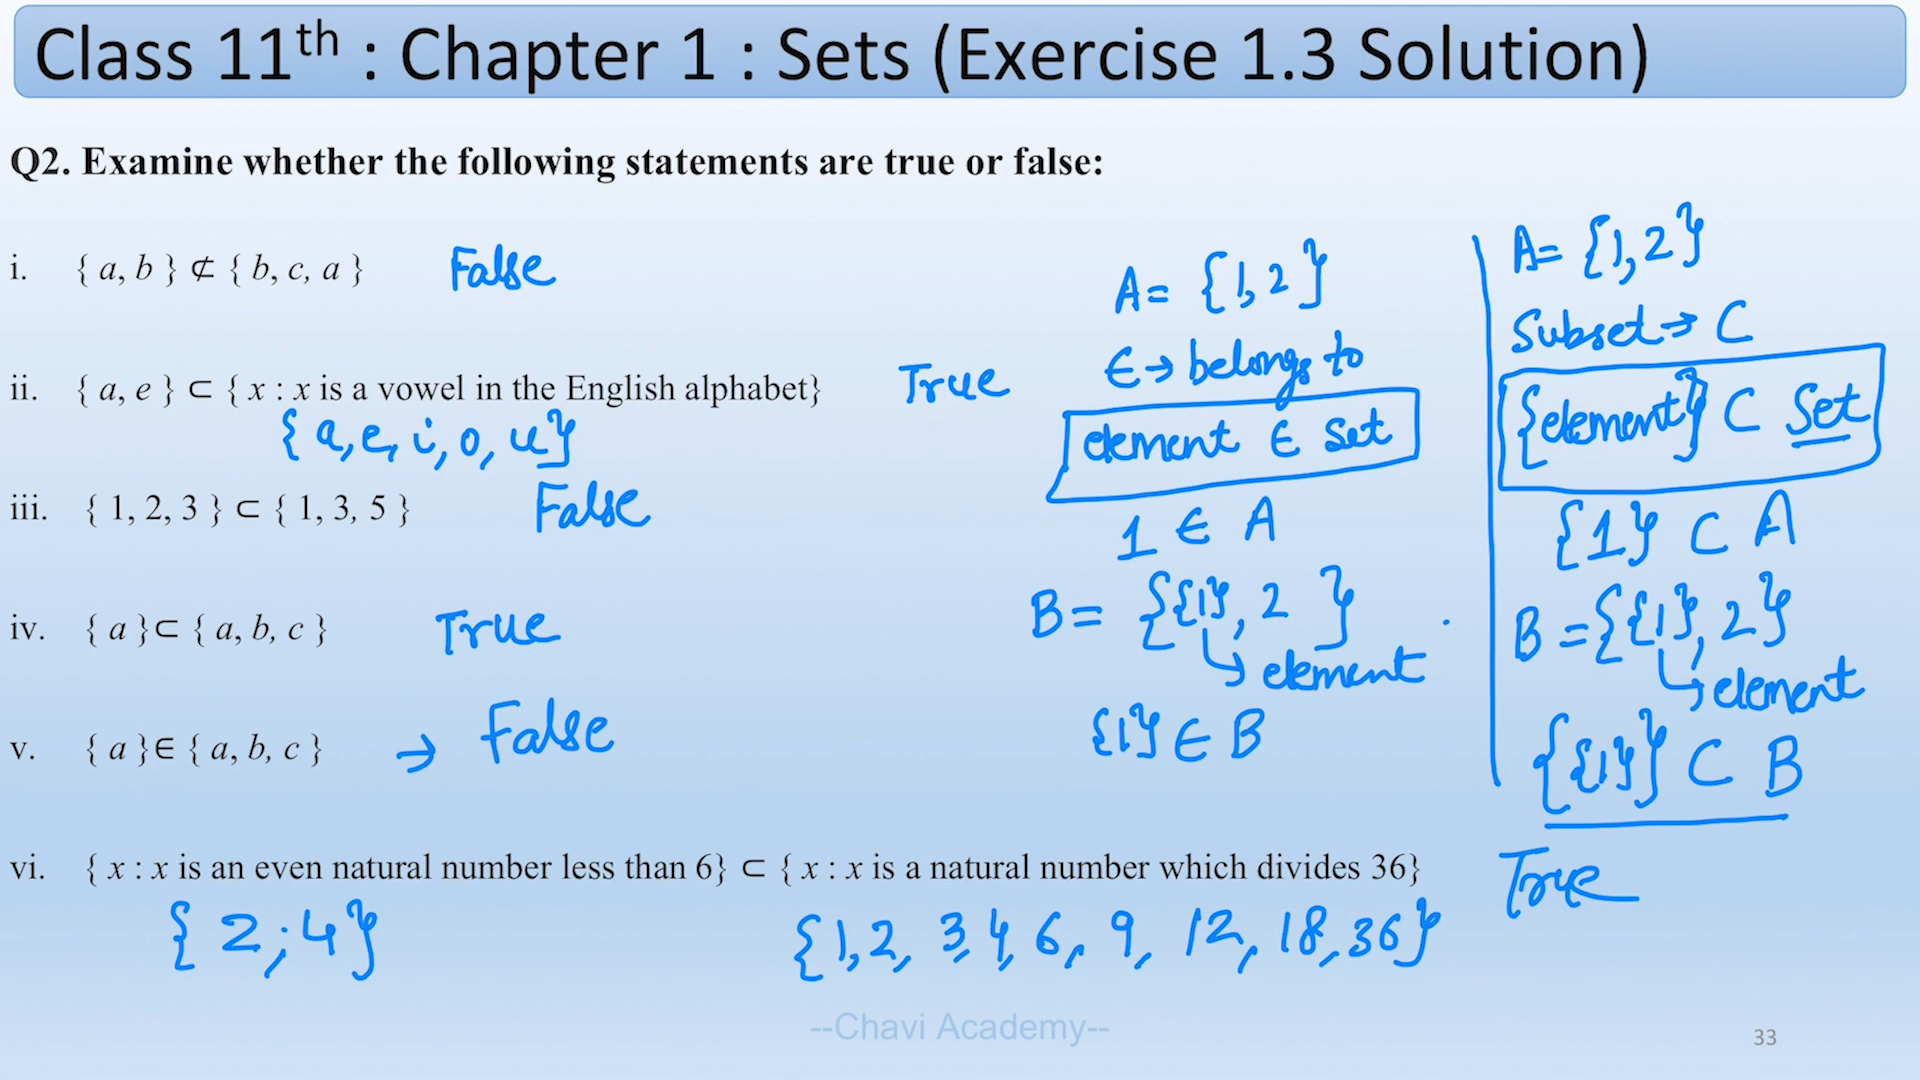 Class 11th : Chapter 1 : Sets (Exercise 1.3 Solution)
Q2. Examine whether the following statements are true or false:
i. { a, b } ⊄ { b, c, a } False
ii. { a, e } ⊂ { x : x is a vowel in the English alphabet} True
{ a, e, i, o, u }
iii. { 1, 2, 3 } ⊂ { 1, 3, 5 } False
iv. { a }⊂ { a, b, c } True
v. { a }∈ { a, b, c } → False
vi. { x : x is an even natural number less than 6} ⊂ { x : x is a natural number which divides 36} True
{ 2, 4 }
{ 1, 2, 3, 4, 6, 9, 12, 18, 36 }
A = { 1, 2 }
∈ → belongs to
element ∈ Set
1 ∈ A
B = { {1}, 2 }
↳ element
{1} ∈ B
A = { 1, 2 }
Subset → ⊂
{element} ⊂ Set
{1} ⊂ A
B = { {1}, 2 }
↳ element
{ {1} } ⊂ B
--Chavi Academy--
33